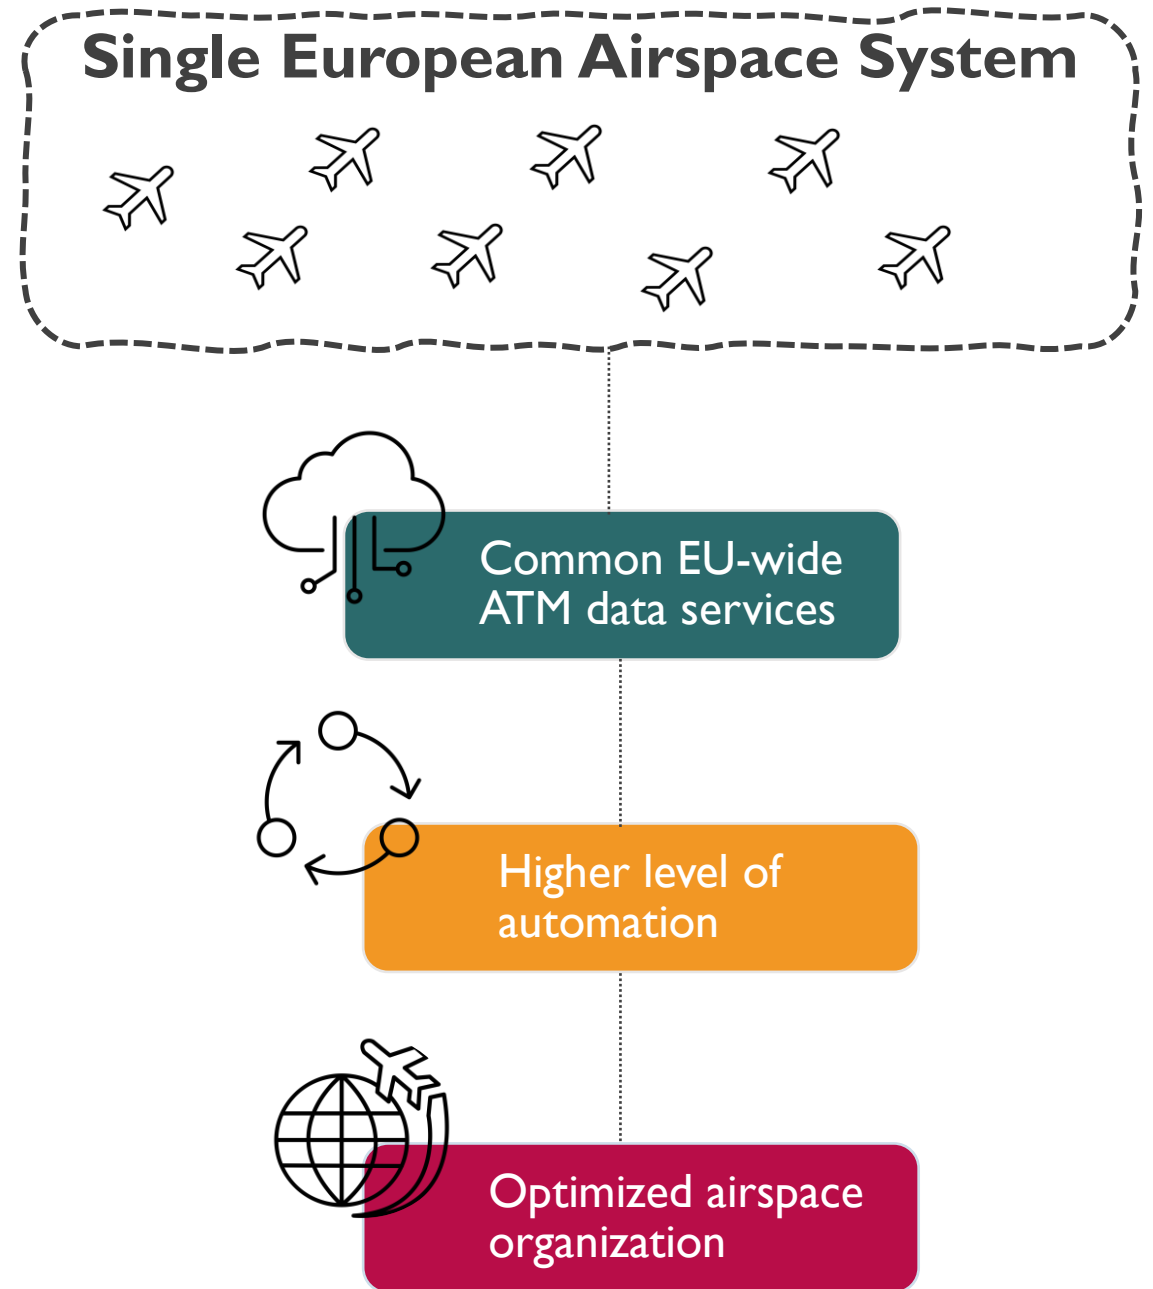 Single European Airspace System
Common EU-wide
ATM data services
Higher level of
automation
Optimized airspace
organization